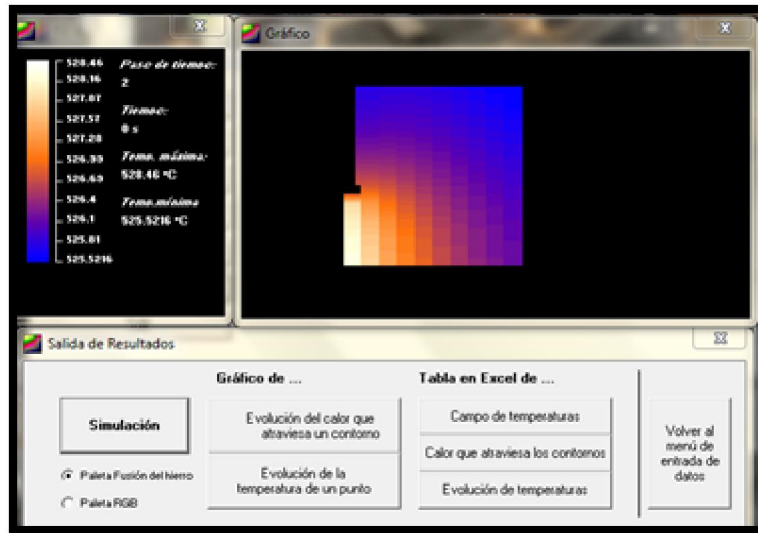 Gráfico
528.46
528.16
527.87
527.57
527.28
526.99
526.69
526.4
526.1
525.81
525.5216
Paso de tiempo:
2
Tiempo:
0 s
Temp. máxima:
528.46 ºC
Temp.mínima
525.5216 ºC
Salida de Resultados
Gráfico de ...
Tabla en Excel de ...
Simulación
Paleta Fusión del hierro
Paleta RGB
Evolución del calor que
atraviesa un contorno
Evolución de la
temperatura de un punto
Campo de temperaturas
Calor que atraviesa los contornos
Evolución de temperaturas
Volver al
menú de
entrada de
datos